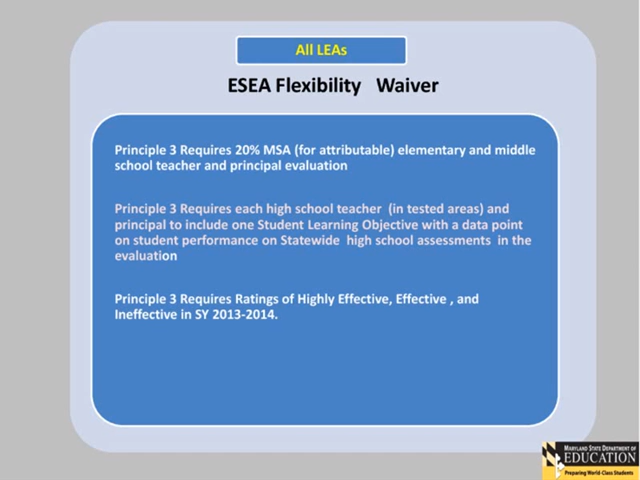 All LEAs
ESEA Flexibility Waiver
Principle 3 Requires 20% MSA (for attributable) elementary and middle
school teacher and principal evaluation
Principle 3 Requires each high school teacher (in tested areas) and
principal to include one Student Learning Objective with a data point
on student performance on Statewide high school assessments in the
evaluation
Principle 3 Requires Ratings of Highly Effective, Effective , and
Ineffective in SY 2013-2014.
MARYLAND STATE DEPARTMENT OF
EDUCATION
Preparing World-Class Students